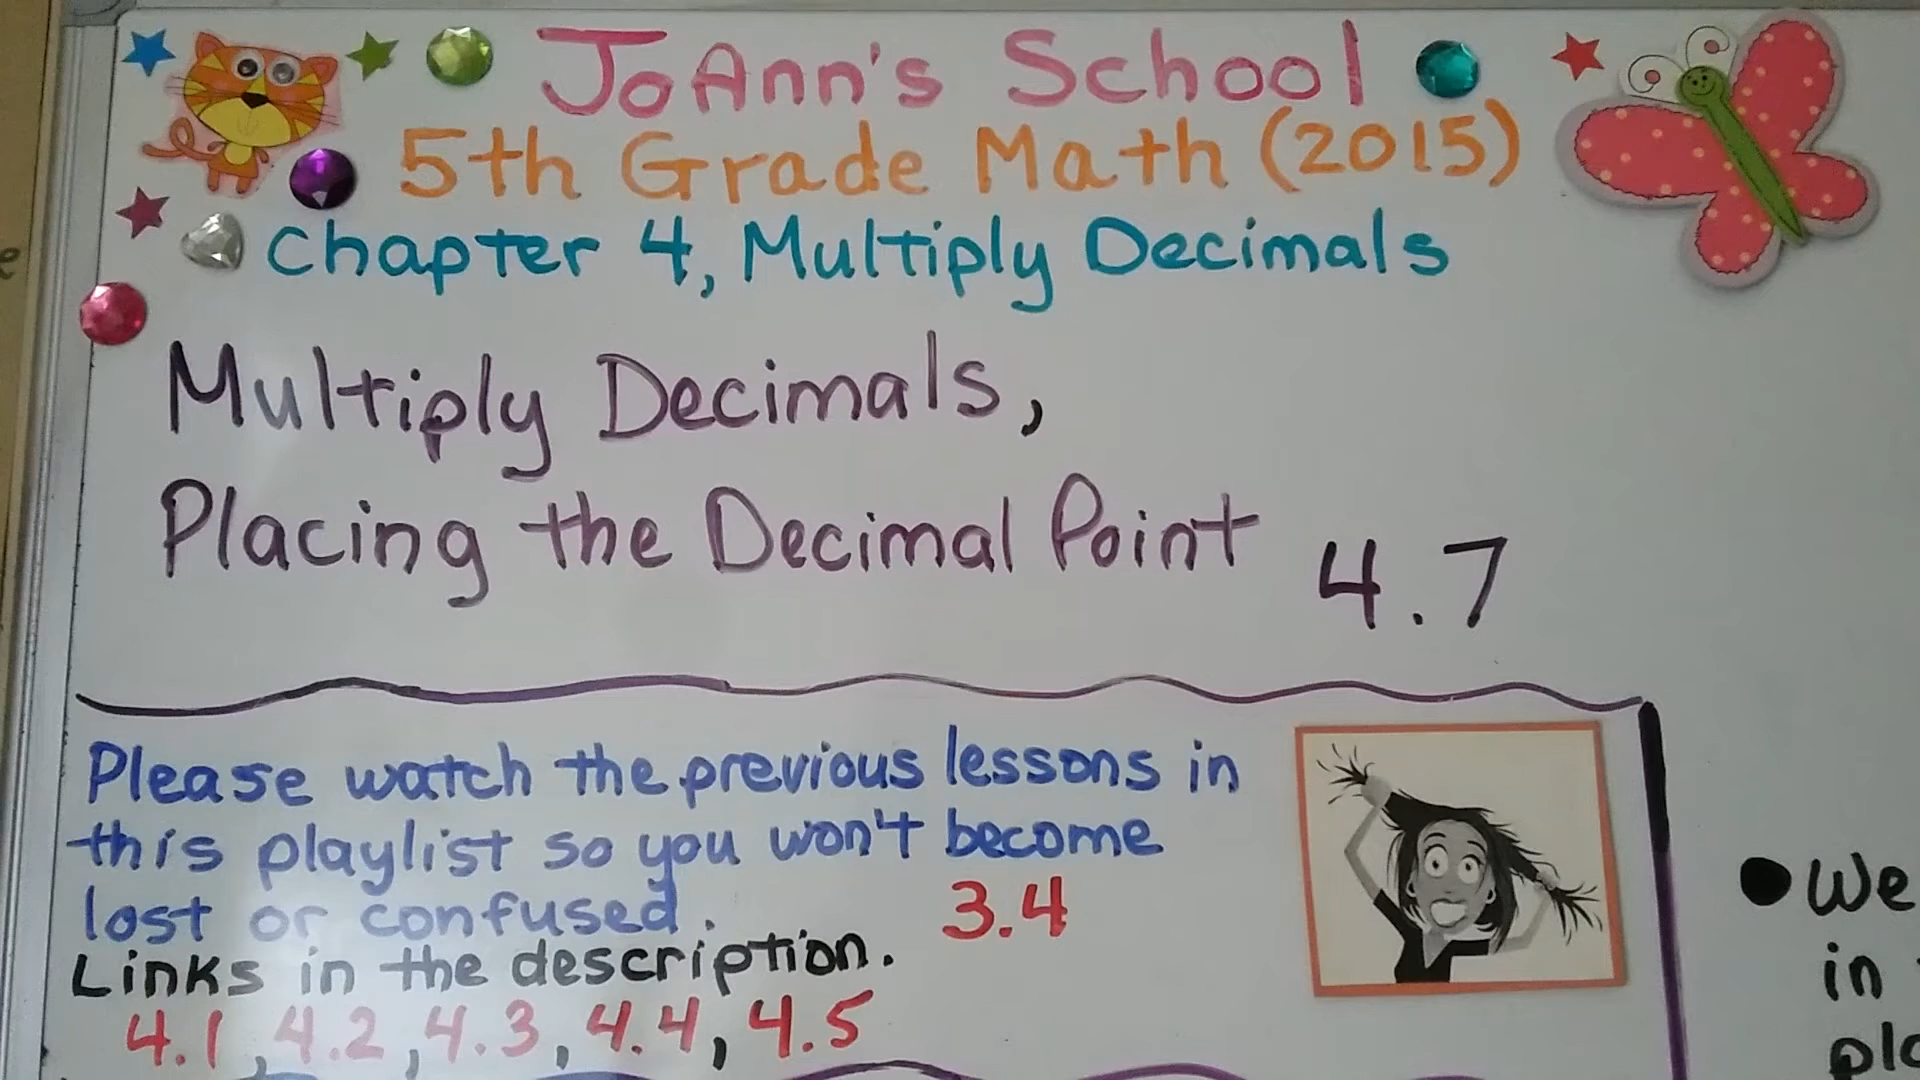 JoAnn's School
5th Grade Math (2015)
Chapter 4, Multiply Decimals
Multiply Decimals,
Placing the Decimal Point 4.7
Please watch the previous lessons in
this playlist so you won't become
lost or confused. 3.4
Links in the description.
4.1, 4.2, 4.3, 4.4, 4.5
We
in